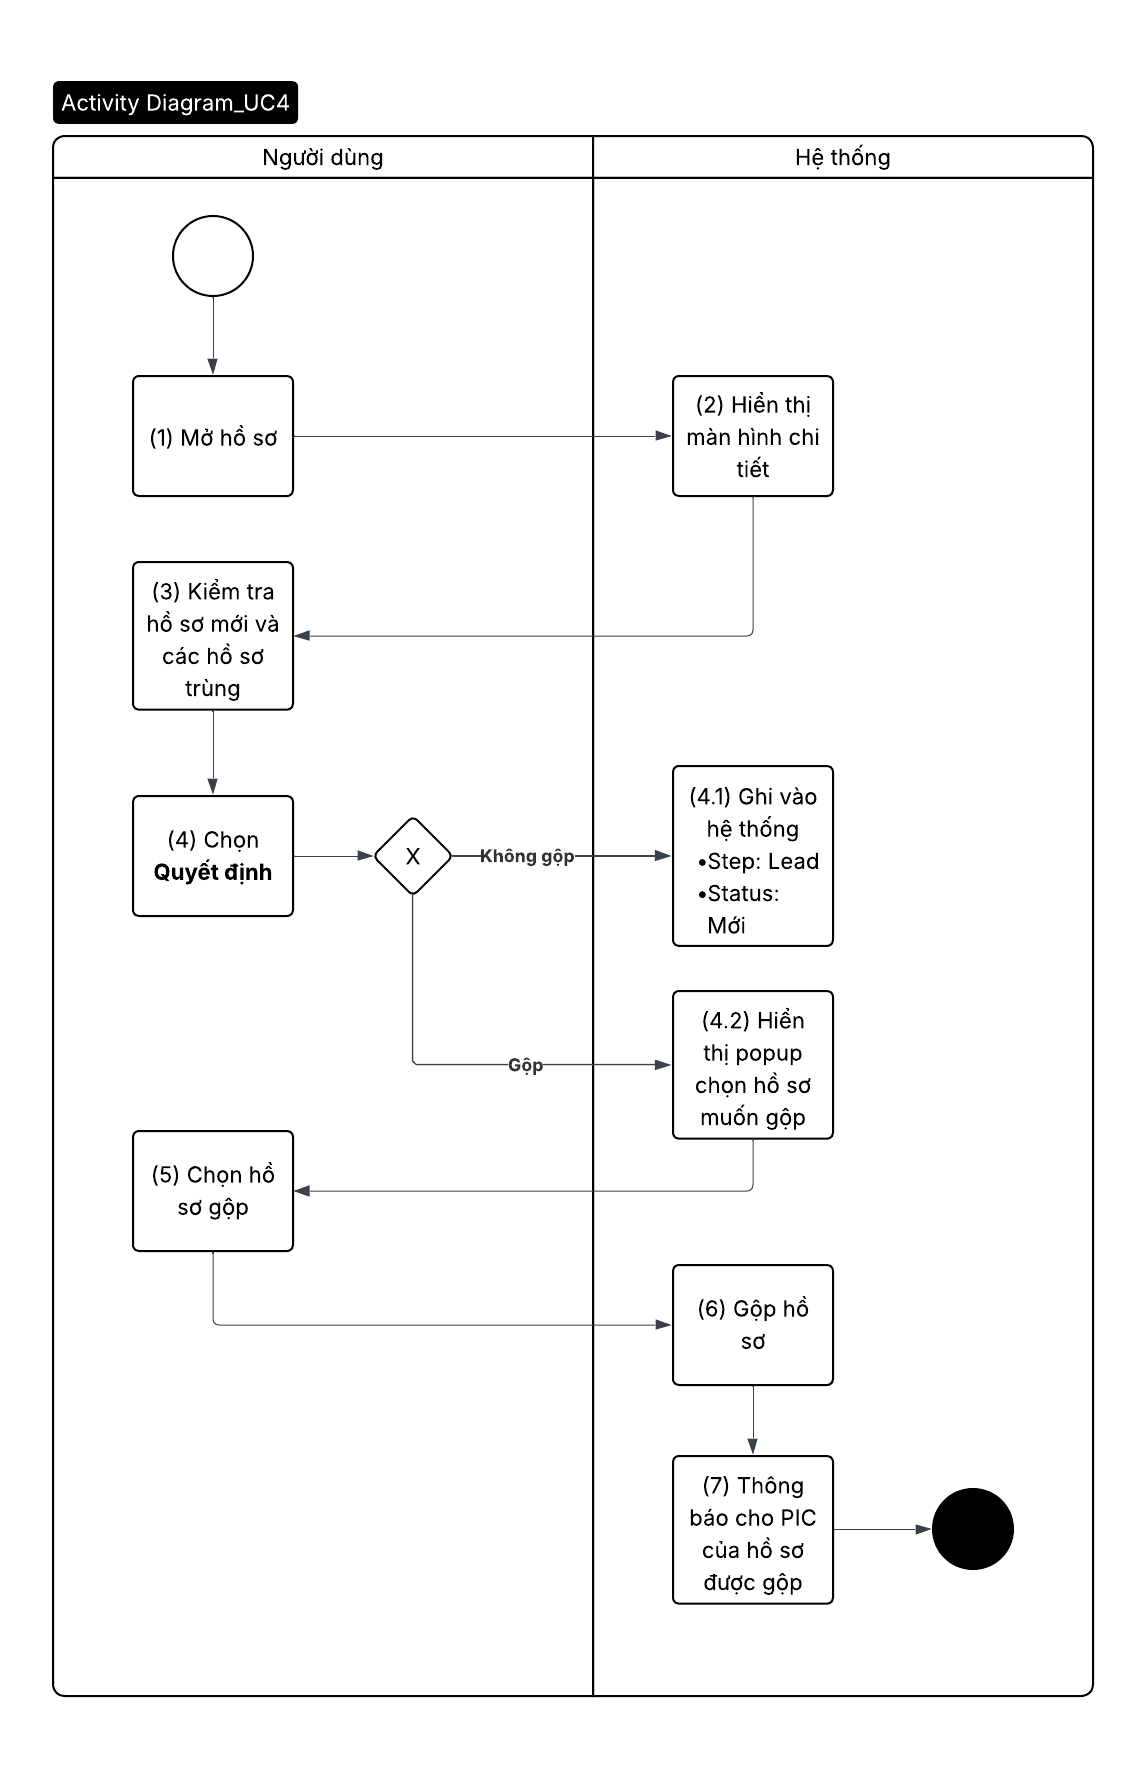 Activity Diagram_UC4
Người dùng
Hệ thống
(1) Mở hồ sơ
(2) Hiển thị
màn hình chi
tiết
(3) Kiểm tra
hồ sơ mới và
các hồ sơ
trùng
(4) Chọn
Quyết định
X
Không gộp
(4.1) Ghi vào
hệ thống
•Step: Lead
•Status:
Mới
Gộp
(4.2) Hiển
thị popup
chọn hồ sơ
muốn gộp
(5) Chọn hồ
sơ gộp
(6) Gộp hồ
sơ
(7) Thông
báo cho PIC
của hồ sơ
được gộp